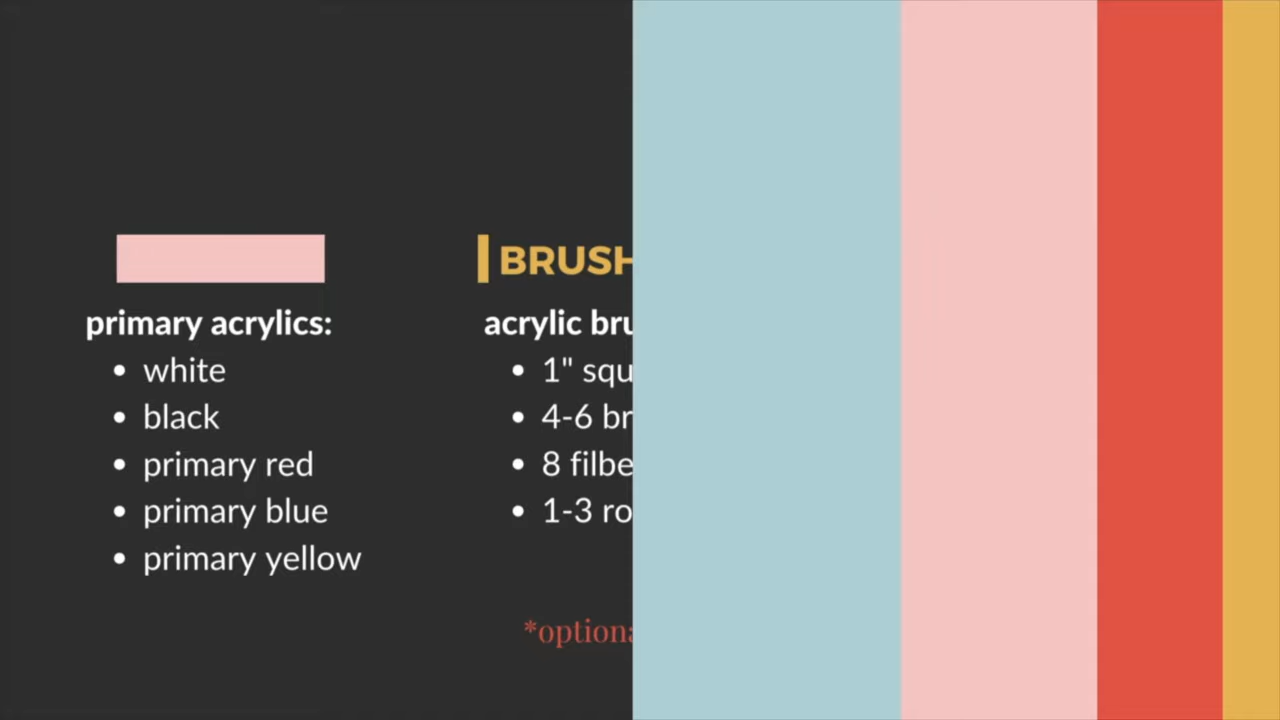 primary acrylics:
• white
• black
• primary red
• primary blue
• primary yellow
BRUSH
acrylic bru
• 1" squ
• 4-6 br
• 8 filbe
• 1-3 ro
*optiona